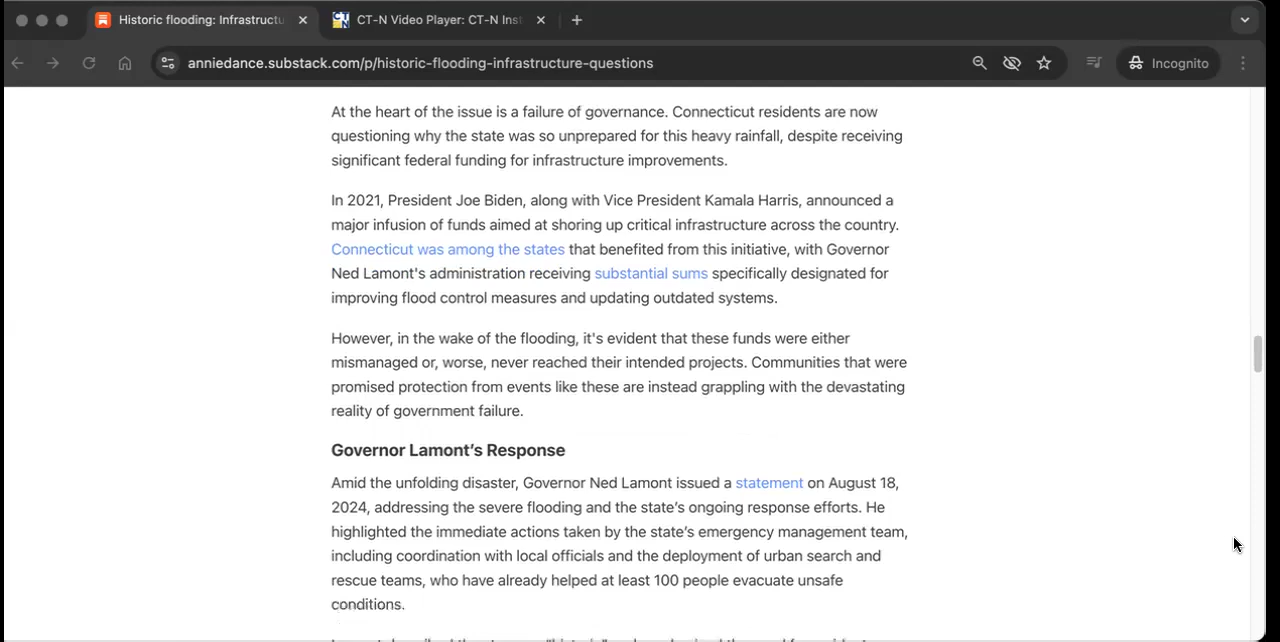 Historic flooding: Infrastructu
CT-N Video Player: CT-N Inst
anniedance.substack.com/p/historic-flooding-infrastructure-questions
Incognito
At the heart of the issue is a failure of governance. Connecticut residents are now
questioning why the state was so unprepared for this heavy rainfall, despite receiving
significant federal funding for infrastructure improvements.
In 2021, President Joe Biden, along with Vice President Kamala Harris, announced a
major infusion of funds aimed at shoring up critical infrastructure across the country.
Connecticut was among the states that benefited from this initiative, with Governor
Ned Lamont's administration receiving substantial sums specifically designated for
improving flood control measures and updating outdated systems.
However, in the wake of the flooding, it's evident that these funds were either
mismanaged or, worse, never reached their intended projects. Communities that were
promised protection from events like these are instead grappling with the devastating
reality of government failure.
Governor Lamont’s Response
Amid the unfolding disaster, Governor Ned Lamont issued a statement on August 18,
2024, addressing the severe flooding and the state’s ongoing response efforts. He
highlighted the immediate actions taken by the state’s emergency management team,
including coordination with local officials and the deployment of urban search and
rescue teams, who have already helped at least 100 people evacuate unsafe
conditions.